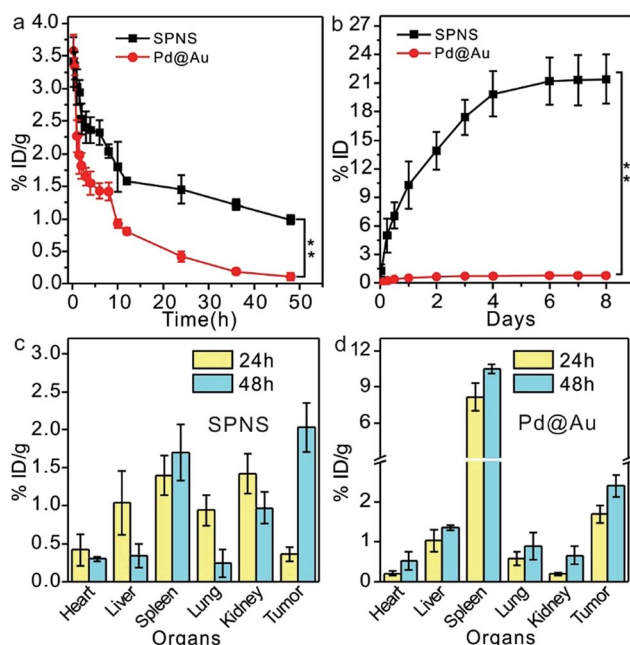 a
SPNS
Pd@Au
% ID/g
4.0
3.5
3.0
2.5
2.0
1.5
1.0
0.5
0.0
0 10 20 30 40 50
Time(h)
**
b
SPNS
Pd@Au
% ID
27
24
21
18
15
12
9
6
3
0
0 2 4 6 8
Days
**
c
24h
48h
SPNS
% ID/g
3.0
2.5
2.0
1.5
1.0
0.5
0.0
Heart Liver Spleen Lung Kidney Tumor
Organs
d
24h
48h
Pd@Au
% ID/g
12
9
2
1
0
Heart Liver Spleen Lung Kidney Tumor
Organs